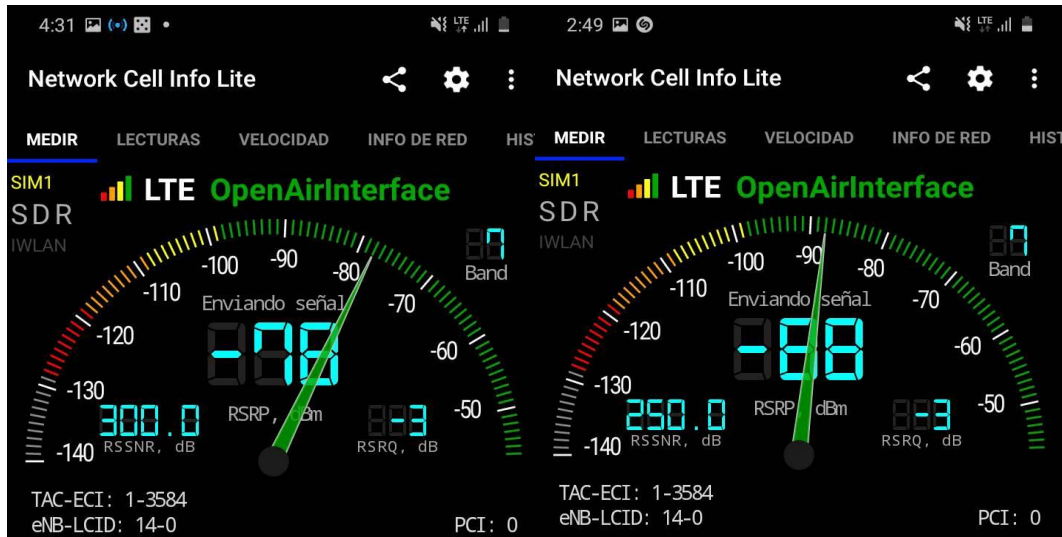 4:31
LTE
Network Cell Info Lite
MEDIR LECTURAS VELOCIDAD INFO DE RED HIS
SIM1
LTE OpenAirInterface
SDR
IWLAN
7
Band
-140
-130
-120
-110
-100
-90
-80
-70
-60
-50
Enviando señal
-78
RSRP, dBm
300.0
RSSNR, dB
-3
RSRQ, dB
TAC-ECI: 1-3584
eNB-LCID: 14-0
PCI: 0
2:49
LTE
Network Cell Info Lite
MEDIR LECTURAS VELOCIDAD INFO DE RED HIST
SIM1
LTE OpenAirInterface
SDR
IWLAN
7
Band
-140
-130
-120
-110
-100
-90
-80
-70
-60
-50
Enviando señal
-88
RSRP, dBm
250.0
RSSNR, dB
-3
RSRQ, dB
TAC-ECI: 1-3584
eNB-LCID: 14-0
PCI: 0